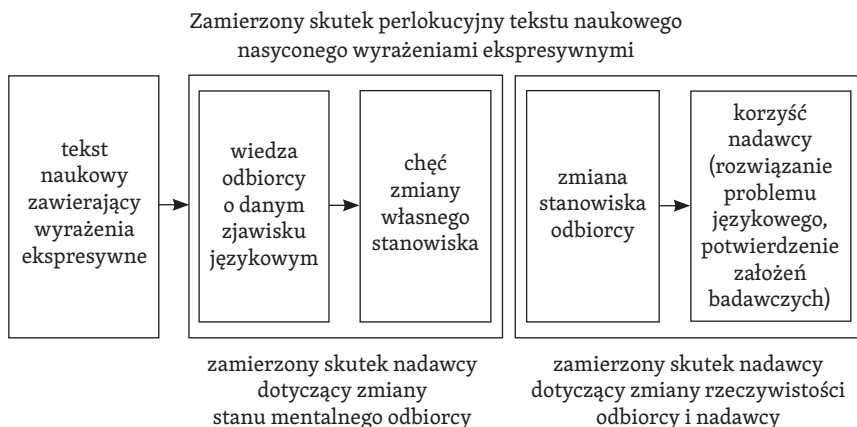 Zamierzony skutek perlokucyjny tekstu naukowego
nasyconego wyrażeniami ekspresywnymi
tekst
naukowy
zawierający
wyrażenia
ekspresywne
wiedza
odbiorcy
o danym
zjawisku
językowym
chęć
zmiany
własnego
stanowiska
zmiana
stanowiska
odbiorcy
korzyść
nadawcy
(rozwiązanie
problemu
językowego,
potwierdzenie
założeń
badawczych)
zamierzony skutek nadawcy
dotyczący zmiany
stanu mentalnego odbiorcy
zamierzony skutek nadawcy
dotyczący zmiany rzeczywistości
odbiorcy i nadawcy